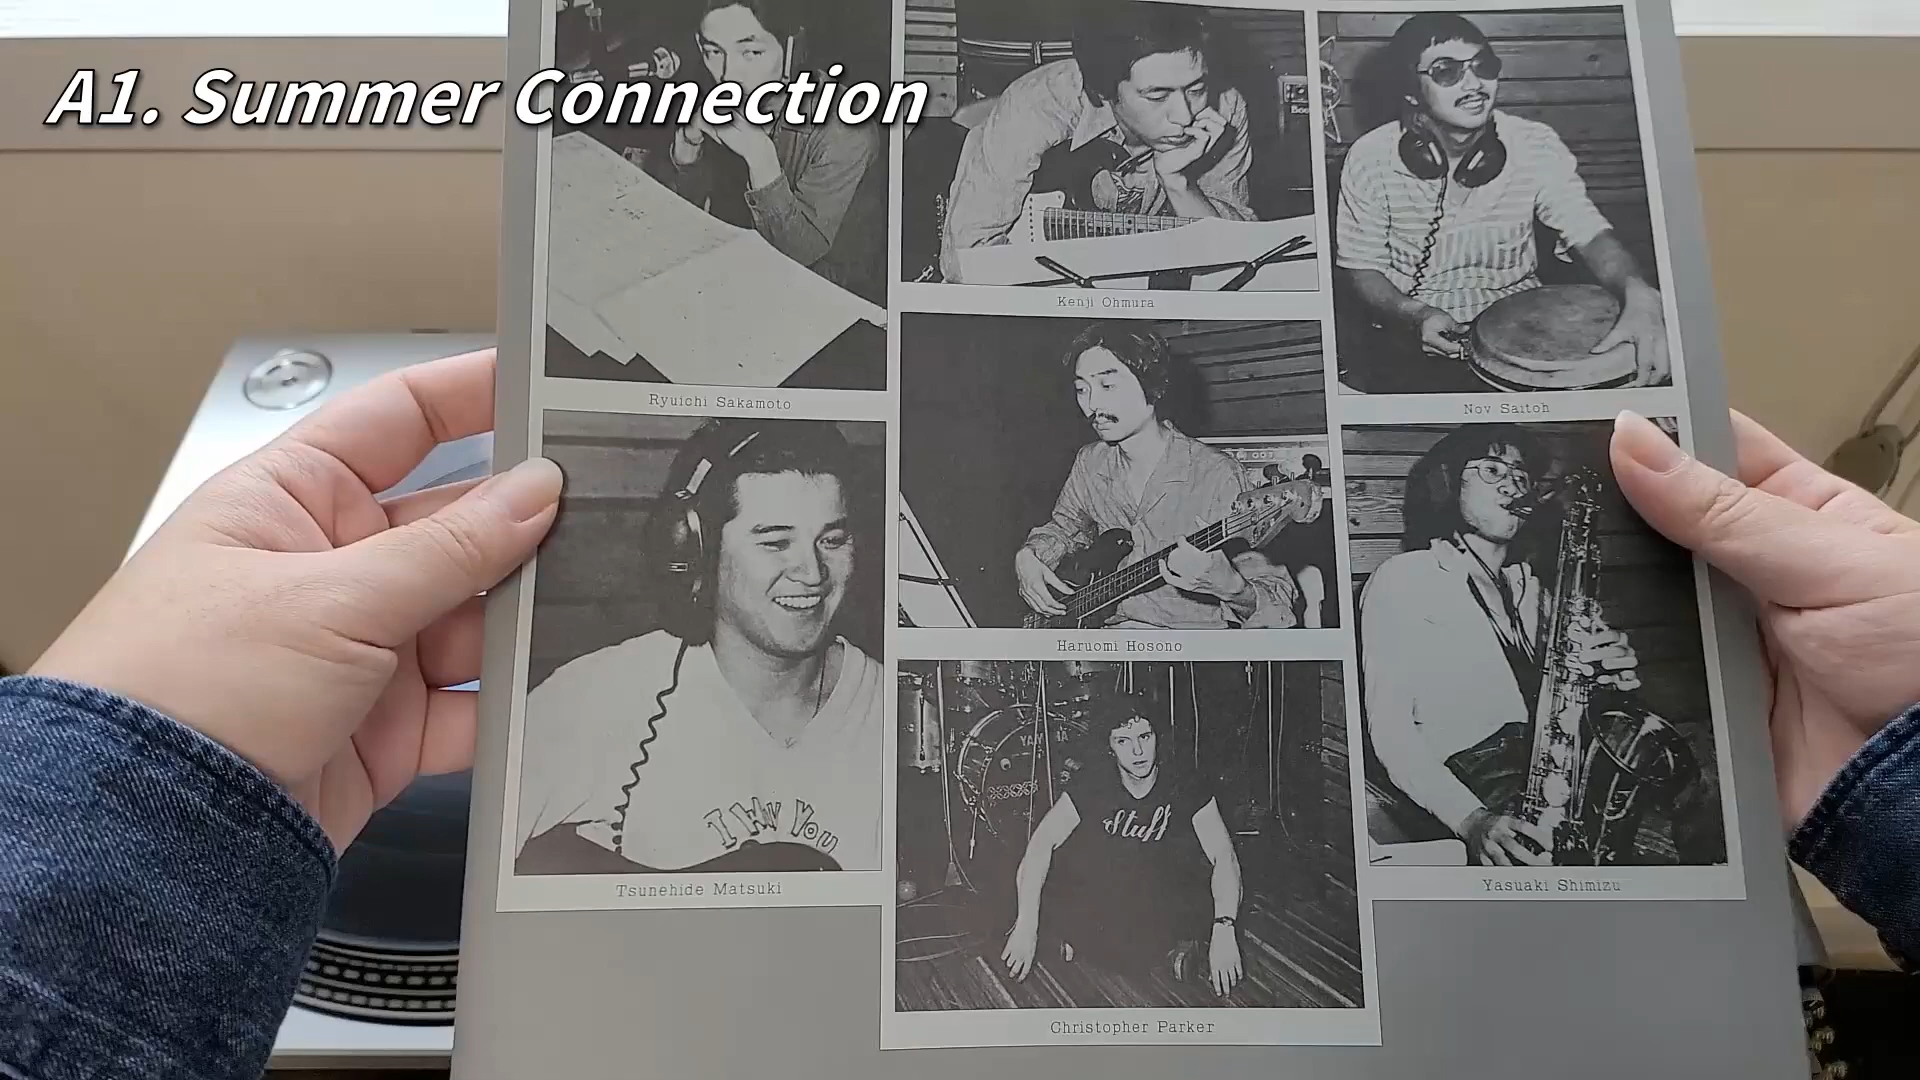 A1. Summer Connection
Kenji Ohmura
Ryuichi Sakamoto
Nov Saitoh
Haruomi Hosono
I
You
Stuff
Tsunehide Matsuki
Yasuaki Shimizu
Christopher Parker